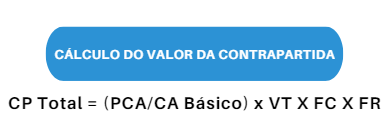 CÁLCULO DO VALOR DA CONTRAPARTIDA
CP Total = (PCA/CA Básico) x VT X FC X FR